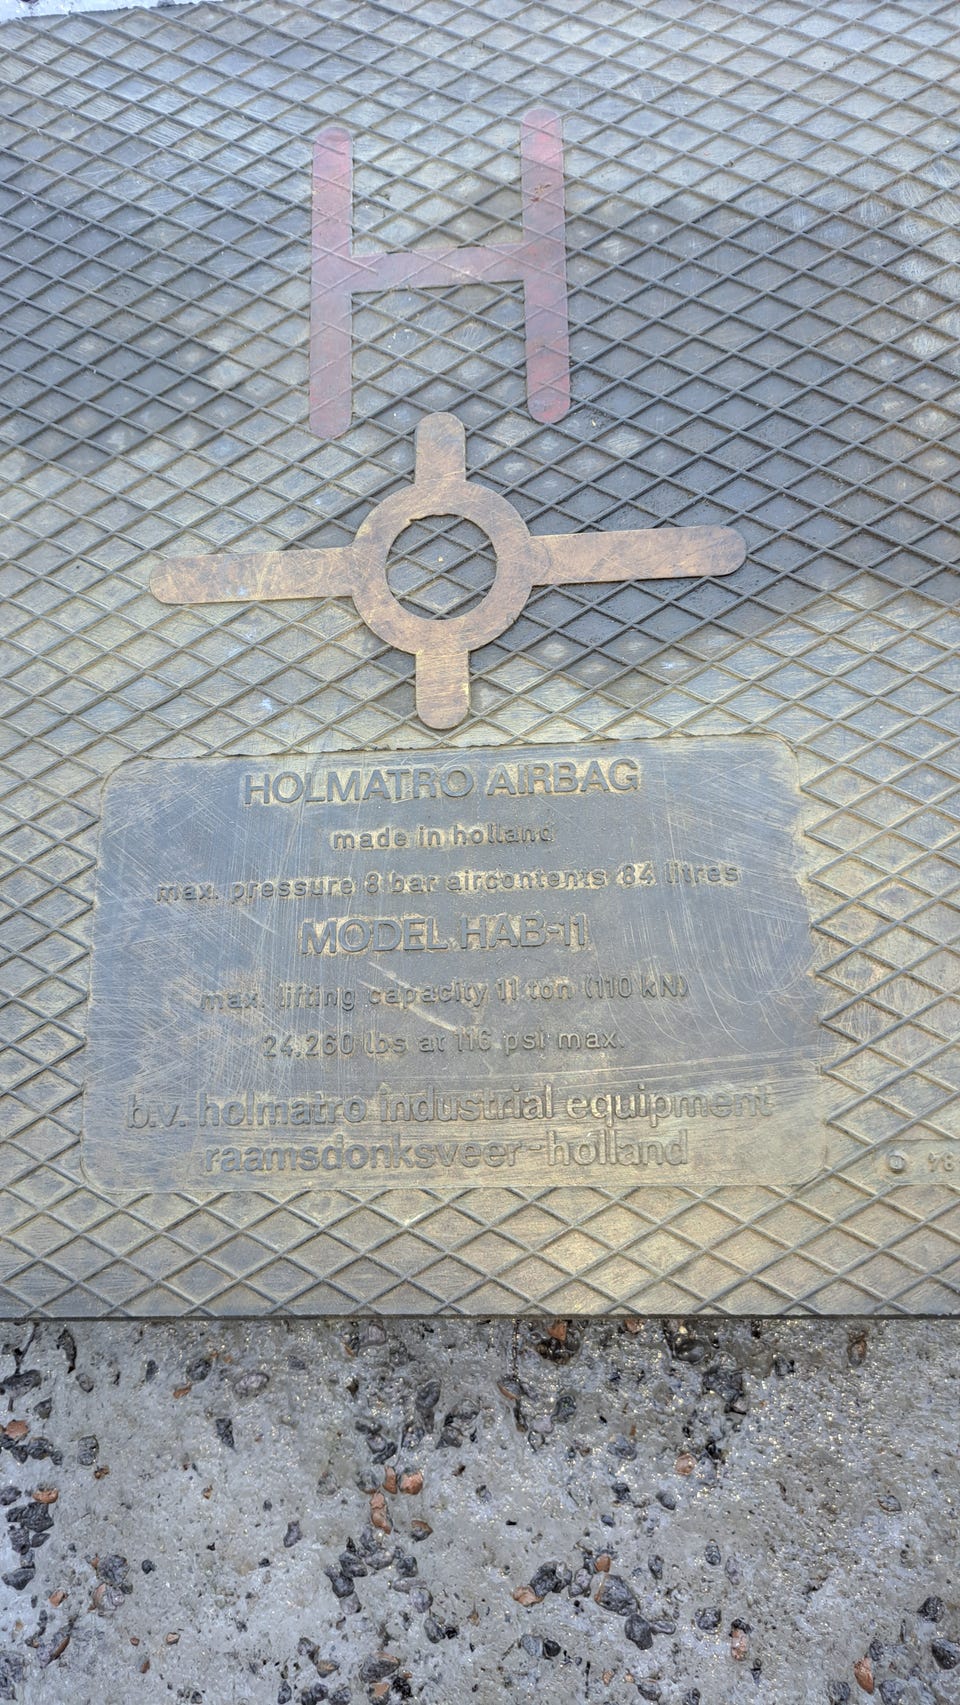 H
HOLMATRO AIRBAG
made in holland
max. pressure 8 bar aircontents 84 litres
MODEL HAB-11
max. lifting capacity 11 ton (110 kN)
24.260 lbs at 116 psi max.
b.v. holmatro industrial equipment
raamsdonksveer-holland